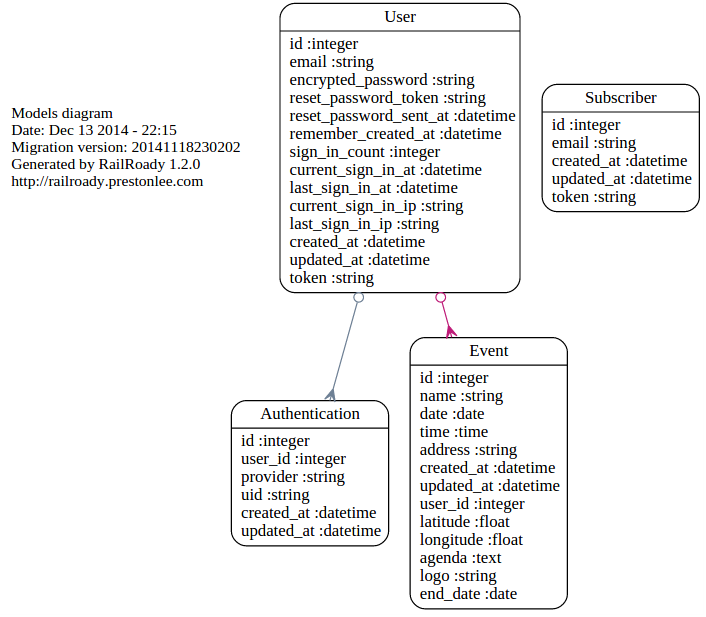 Models diagram
Date: Dec 13 2014 - 22:15
Migration version: 20141118230202
Generated by RailRoady 1.2.0
http://railroady.prestonlee.com
User
id :integer
email :string
encrypted_password :string
reset_password_token :string
reset_password_sent_at :datetime
remember_created_at :datetime
sign_in_count :integer
current_sign_in_at :datetime
last_sign_in_at :datetime
current_sign_in_ip :string
last_sign_in_ip :string
created_at :datetime
updated_at :datetime
token :string
Subscriber
id :integer
email :string
created_at :datetime
updated_at :datetime
token :string
Authentication
id :integer
user_id :integer
provider :string
uid :string
created_at :datetime
updated_at :datetime
Event
id :integer
name :string
date :date
time :time
address :string
created_at :datetime
updated_at :datetime
user_id :integer
latitude :float
longitude :float
agenda :text
logo :string
end_date :date